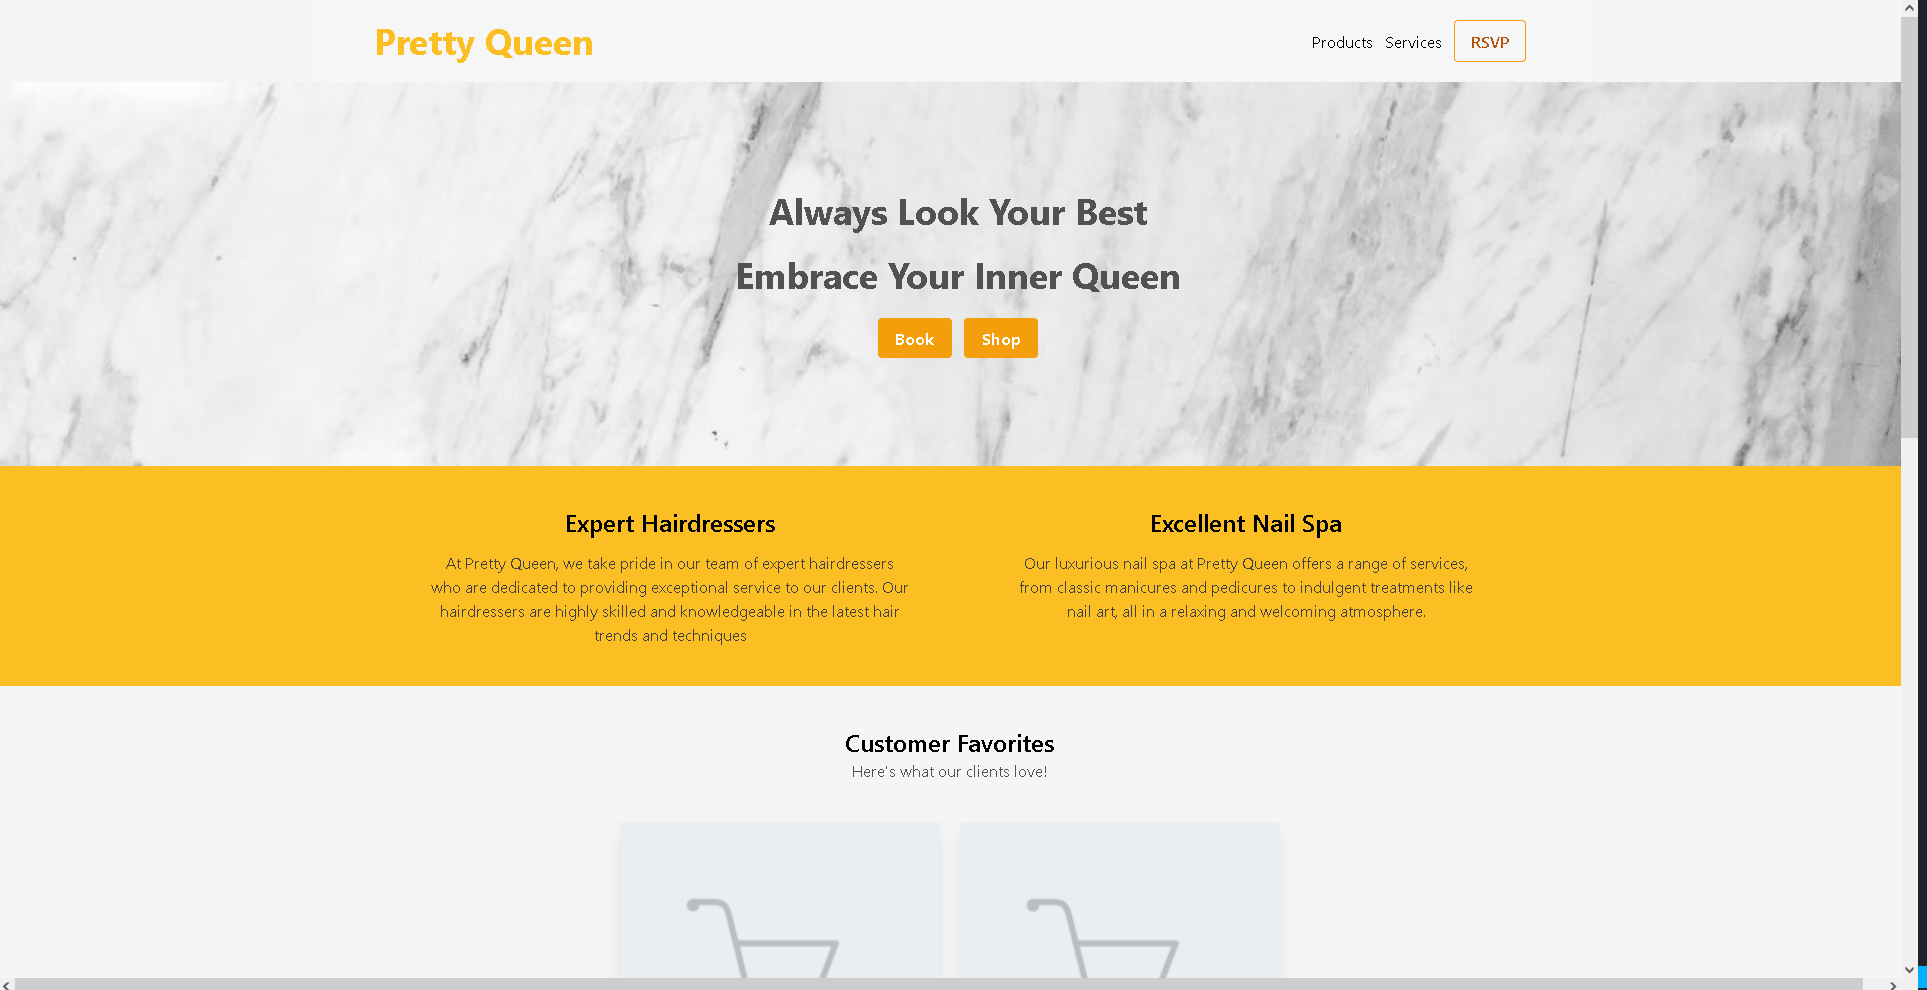 Pretty Queen
Products Services RSVP
Always Look Your Best
Embrace Your Inner Queen
Book Shop
Expert Hairdressers
At Pretty Queen, we take pride in our team of expert hairdressers
who are dedicated to providing exceptional service to our clients. Our
hairdressers are highly skilled and knowledgeable in the latest hair
trends and techniques
Excellent Nail Spa
Our luxurious nail spa at Pretty Queen offers a range of services,
from classic manicures and pedicures to indulgent treatments like
nail art, all in a relaxing and welcoming atmosphere.
Customer Favorites
Here's what our clients love!